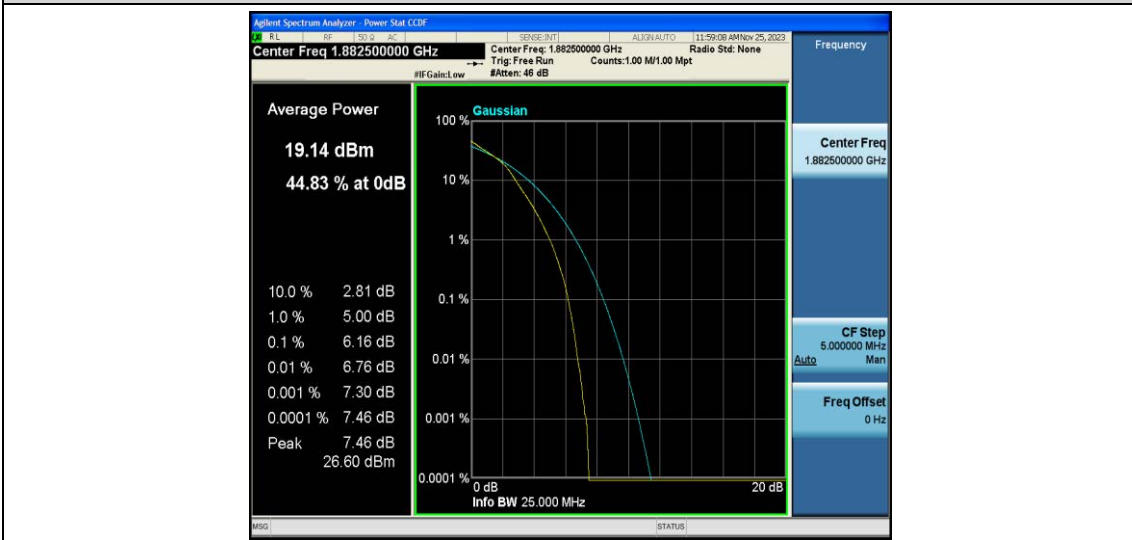 Agilent Spectrum Analyzer - Power Stat CCDF
LXI RL RF 50 Ω AC SENSE:INT ALIGN AUTO 11:59:08 AM Nov 25, 2023
Center Freq 1.882500000 GHz
Center Freq: 1.882500000 GHz Radio Std: None
Trig: Free Run Counts:1.00 M/1.00 Mpt
#IFGain:Low #Atten: 46 dB
Frequency
Average Power
19.14 dBm
44.83 % at 0dB
10.0 % 2.81 dB
1.0 % 5.00 dB
0.1 % 6.16 dB
0.01 % 6.76 dB
0.001 % 7.30 dB
0.0001 % 7.46 dB
Peak 7.46 dB
26.60 dBm
Gaussian
100 %
10 %
1 %
0.1 %
0.01 %
0.001 %
0.0001 %
0 dB 20 dB
Info BW 25.000 MHz
Center Freq
1.882500000 GHz
CF Step
5.000000 MHz
Auto Man
Freq Offset
0 Hz
MSG STATUS